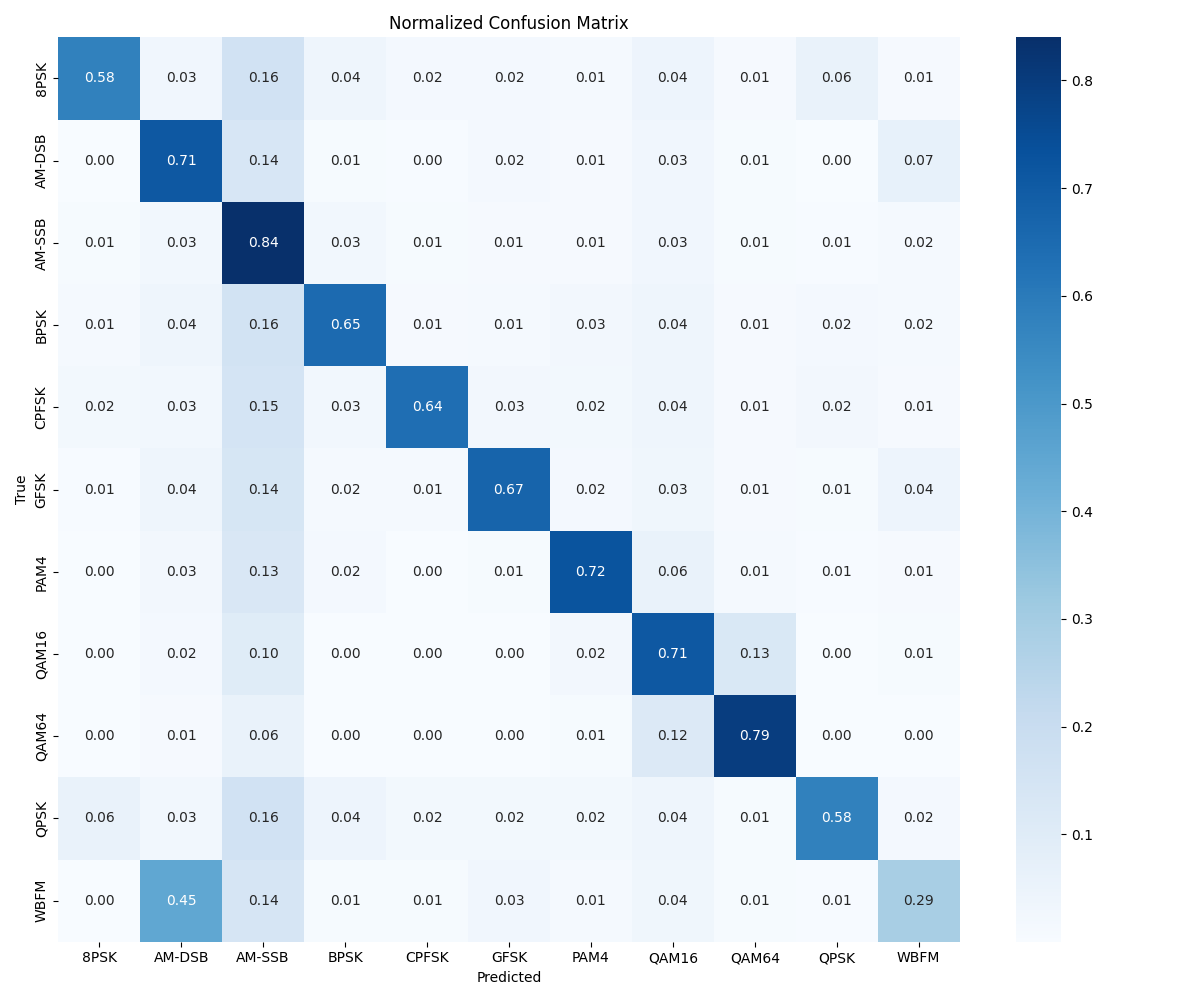 Normalized Confusion Matrix
8PSK 0.58 0.03 0.16 0.04 0.02 0.02 0.01 0.04 0.01 0.06 0.01
AM-DSB 0.00 0.71 0.14 0.01 0.00 0.02 0.01 0.03 0.01 0.00 0.07
AM-SSB 0.01 0.03 0.84 0.03 0.01 0.01 0.01 0.03 0.01 0.01 0.02
BPSK 0.01 0.04 0.16 0.65 0.01 0.01 0.03 0.04 0.01 0.02 0.02
CPFSK 0.02 0.03 0.15 0.03 0.64 0.03 0.02 0.04 0.01 0.02 0.01
GFSK 0.01 0.04 0.14 0.02 0.01 0.67 0.02 0.03 0.01 0.01 0.04
PAM4 0.00 0.03 0.13 0.02 0.00 0.01 0.72 0.06 0.01 0.01 0.01
QAM16 0.00 0.02 0.10 0.00 0.00 0.00 0.02 0.71 0.13 0.00 0.01
QAM64 0.00 0.01 0.06 0.00 0.00 0.00 0.01 0.12 0.79 0.00 0.00
QPSK 0.06 0.03 0.16 0.04 0.02 0.02 0.02 0.04 0.01 0.58 0.02
WBFM 0.00 0.45 0.14 0.01 0.01 0.03 0.01 0.04 0.01 0.01 0.29
True
8PSK AM-DSB AM-SSB BPSK CPFSK GFSK PAM4 QAM16 QAM64 QPSK WBFM
Predicted
0.8
0.7
0.6
0.5
0.4
0.3
0.2
0.1